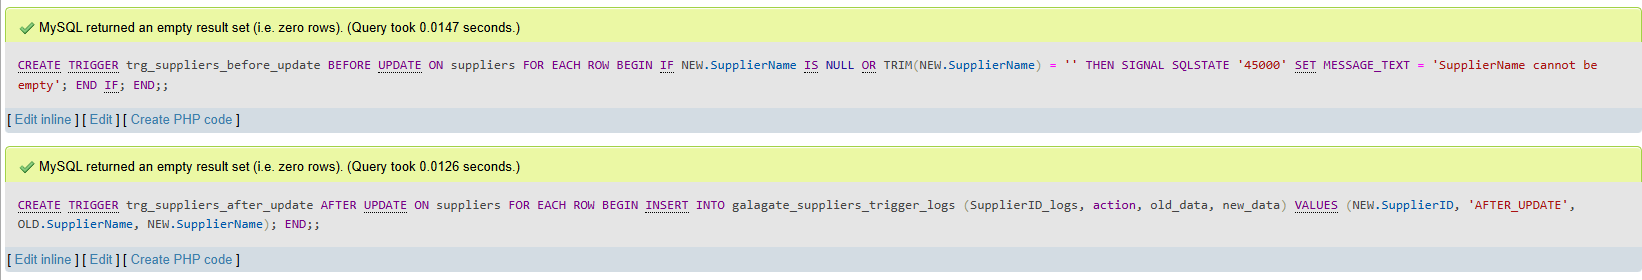 MySQL returned an empty result set (i.e. zero rows). (Query took 0.0147 seconds.)
CREATE TRIGGER trg_suppliers_before_update BEFORE UPDATE ON suppliers FOR EACH ROW BEGIN IF NEW.SupplierName IS NULL OR TRIM(NEW.SupplierName) = '' THEN SIGNAL SQLSTATE '45000' SET MESSAGE_TEXT = 'SupplierName cannot be
empty'; END IF; END;;
[ Edit inline ] [ Edit ] [ Create PHP code ]
MySQL returned an empty result set (i.e. zero rows). (Query took 0.0126 seconds.)
CREATE TRIGGER trg_suppliers_after_update AFTER UPDATE ON suppliers FOR EACH ROW BEGIN INSERT INTO galagate_suppliers_trigger_logs (SupplierID_logs, action, old_data, new_data) VALUES (NEW.SupplierID, 'AFTER_UPDATE',
OLD.SupplierName, NEW.SupplierName); END;;
[ Edit inline ] [ Edit ] [ Create PHP code ]